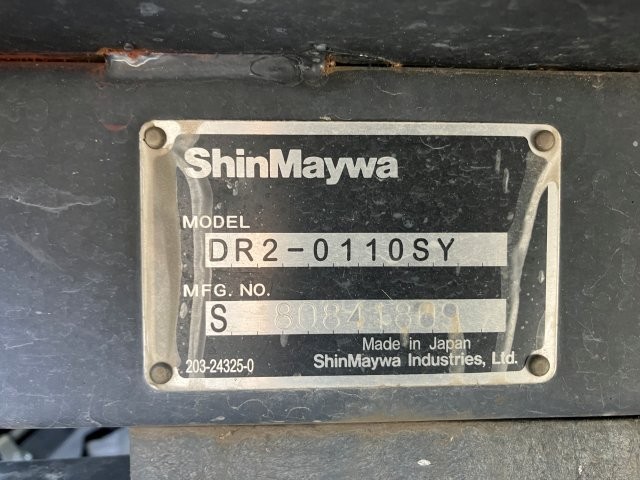 ShinMaywa
MODEL
DR2-0110SY
MFG. NO.
S
Made in Japan
203-24325-0
ShinMaywa Industries, Ltd.